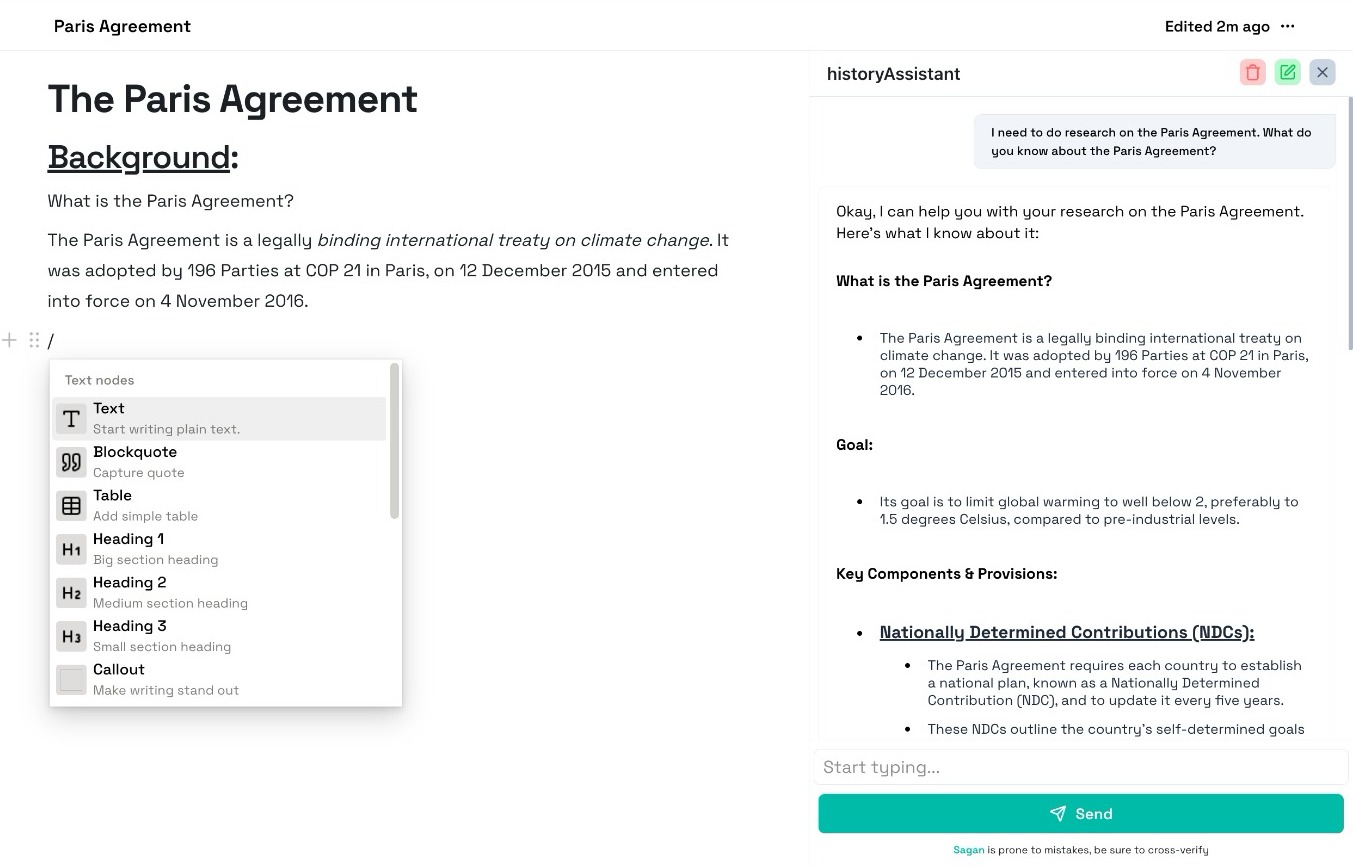 Paris Agreement
Edited 2m ago ···
The Paris Agreement
Background:
What is the Paris Agreement?
The Paris Agreement is a legally binding international treaty on climate change. It
was adopted by 196 Parties at COP 21 in Paris, on 12 December 2015 and entered
into force on 4 November 2016.
/
Text nodes
T
Text
Start writing plain text.
Blockquote
Capture quote
Table
Add simple table
H1
Heading 1
Big section heading
H2
Heading 2
Medium section heading
H3
Heading 3
Small section heading
Callout
Make writing stand out
historyAssistant
I need to do research on the Paris Agreement. What do
you know about the Paris Agreement?
Okay, I can help you with your research on the Paris Agreement.
Here's what I know about it:
What is the Paris Agreement?
• The Paris Agreement is a legally binding international treaty on
climate change. It was adopted by 196 Parties at COP 21 in Paris,
on 12 December 2015 and entered into force on 4 November
2016.
Goal:
• Its goal is to limit global warming to well below 2, preferably to
1.5 degrees Celsius, compared to pre-industrial levels.
Key Components & Provisions:
• Nationally Determined Contributions (NDCs):
• The Paris Agreement requires each country to establish
a national plan, known as a Nationally Determined
Contribution (NDC), and to update it every five years.
• These NDCs outline the country's self-determined goals
Start typing...
Send
Sagan is prone to mistakes, be sure to cross-verify